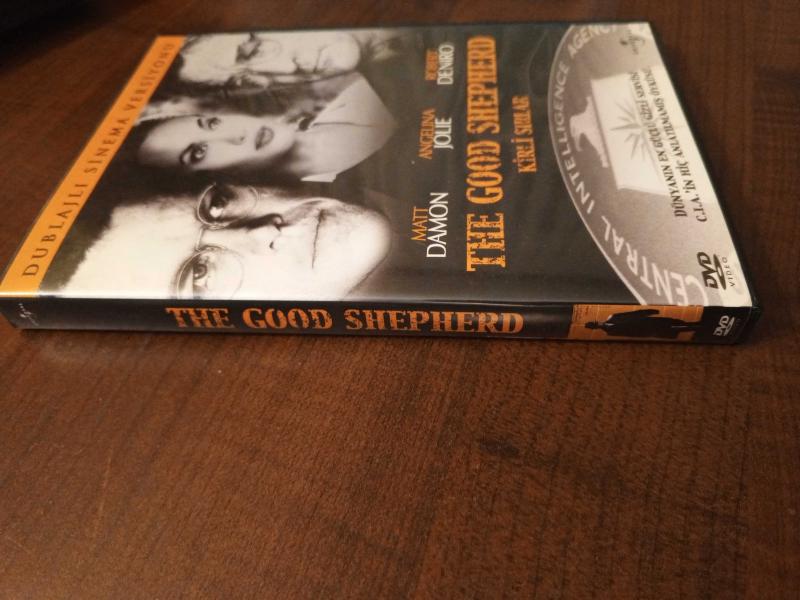 DUBLAJLI SİNEMA VERSİYONU
MATT
DAMON
ANGELINA
JOLIE
ROBERT
DENIRO
THE GOOD SHEPHERD
KİRLİ SIRLAR
CENTRAL INTELLIGENCE AGENCY
DÜNYANIN EN GÜÇLÜ GİZLİ SERVİSİ
C.I.A.'İN HİÇ ANLATILMAMIŞ ÖYKÜSÜ
DVD
VIDEO
THE GOOD SHEPHERD
DVD